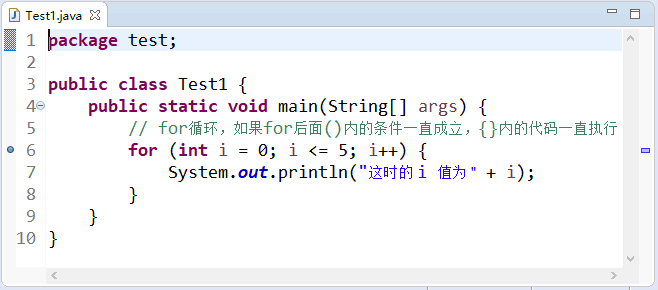 Test1.java
1 package test;
2
3 public class Test1 {
4 public static void main(String[] args) {
5 // for循环，如果for后面()内的条件一直成立，{}内的代码一直执行
6 for (int i = 0; i <= 5; i++) {
7 System.out.println("这时的i 值为" + i);
8 }
9 }
10 }